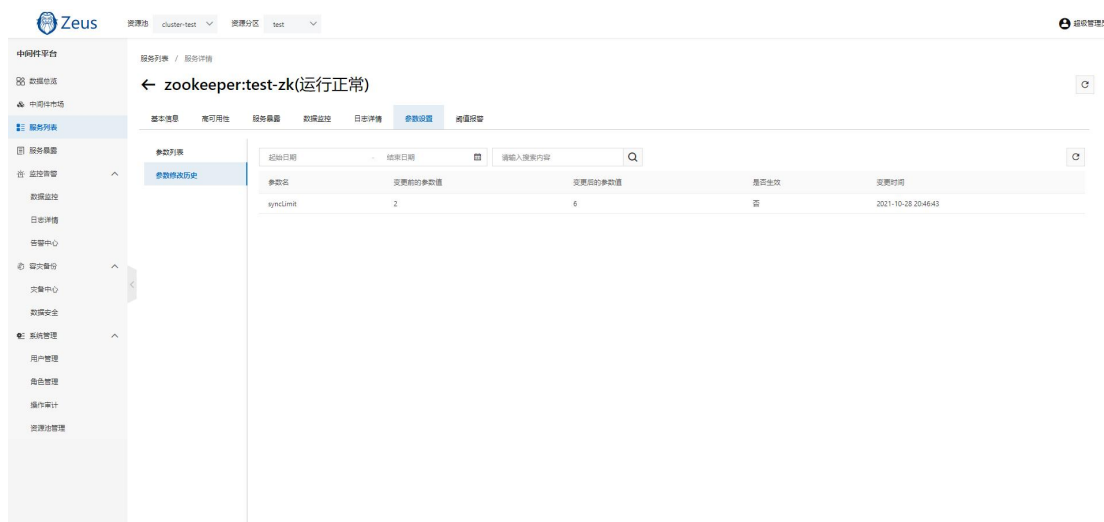 Zeus
资源池 cluster-test 资源分区 test
超级管理员
中间件平台
数据总览
中间件市场
服务列表
服务暴露
监控告警
数据监控
日志详情
告警中心
容灾备份
灾备中心
数据安全
系统管理
用户管理
角色管理
操作审计
资源池管理
服务列表 / 服务详情
← zookeeper:test-zk(运行正常)
基本信息 高可用性 服务暴露 数据监控 日志详情 参数设置 阈值报警
参数列表
参数修改历史
起始日期 - 结束日期 请输入搜索内容
参数名 变更前的参数值 变更后的参数值 是否生效 变更时间
syncLimit 2 6 否 2021-10-28 20:46:43